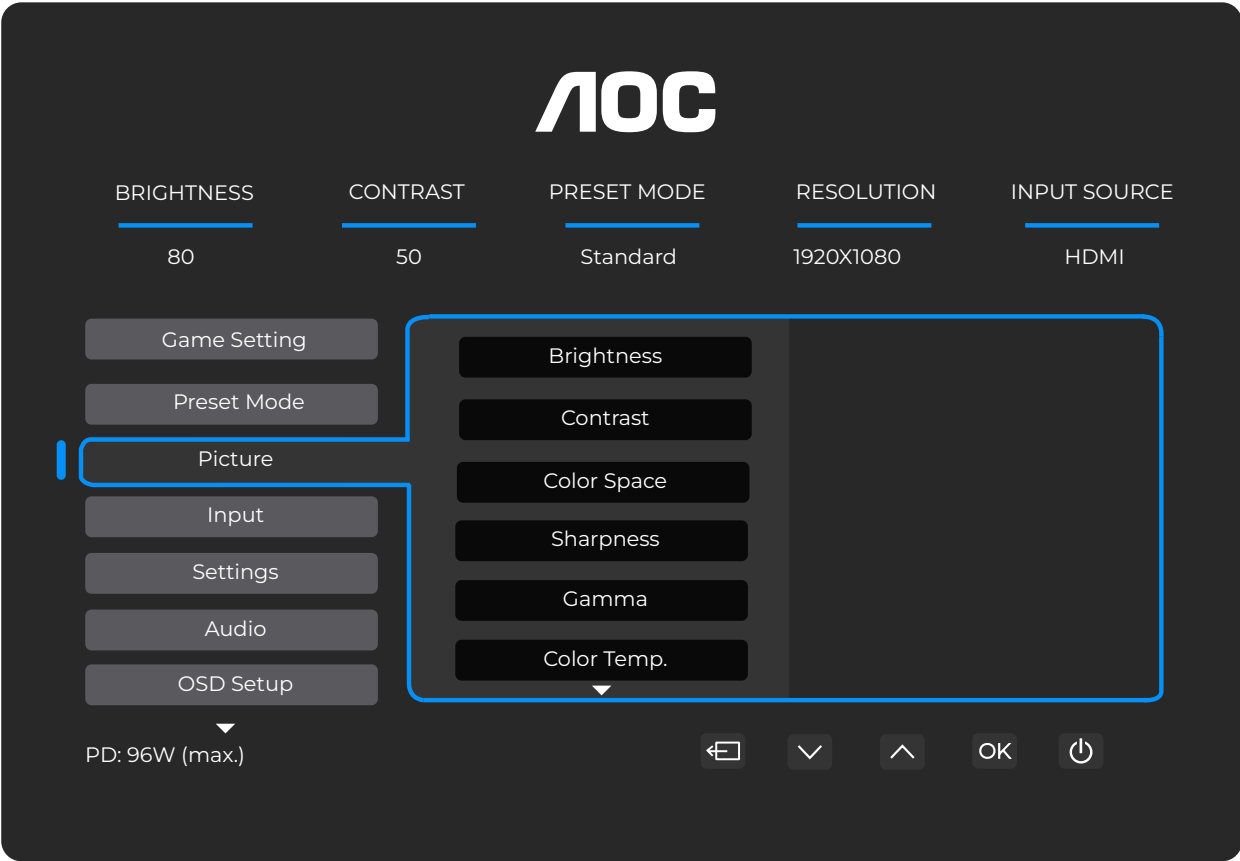 AOC
BRIGHTNESS CONTRAST PRESET MODE RESOLUTION INPUT SOURCE
80 50 Standard 1920X1080 HDMI
Game Setting
Preset Mode
Picture
Input
Settings
Audio
OSD Setup
Brightness
Contrast
Color Space
Sharpness
Gamma
Color Temp.
PD: 96W (max.)
OK